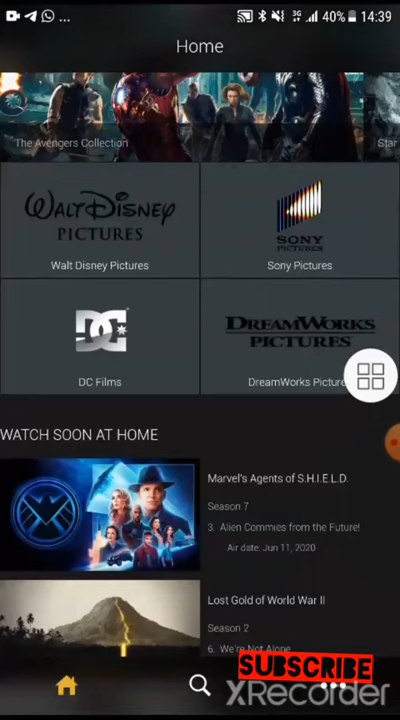 ... 3G 40% 14:39
Home
The Avengers Collection
Star
WALT DISNEY
PICTURES
SONY
PICTURES
Walt Disney Pictures
Sony Pictures
DC
DREAMWORKS
PICTURES
DC Films
DreamWorks Picture
WATCH SOON AT HOME
Marvel's Agents of S.H.I.E.L.D.
Season 7
3. Alien Commies from the Future!
Air date: Jun 11, 2020
Lost Gold of World War II
Season 2
6. We're Not Alone
SUBSCRIBE
XRecorder